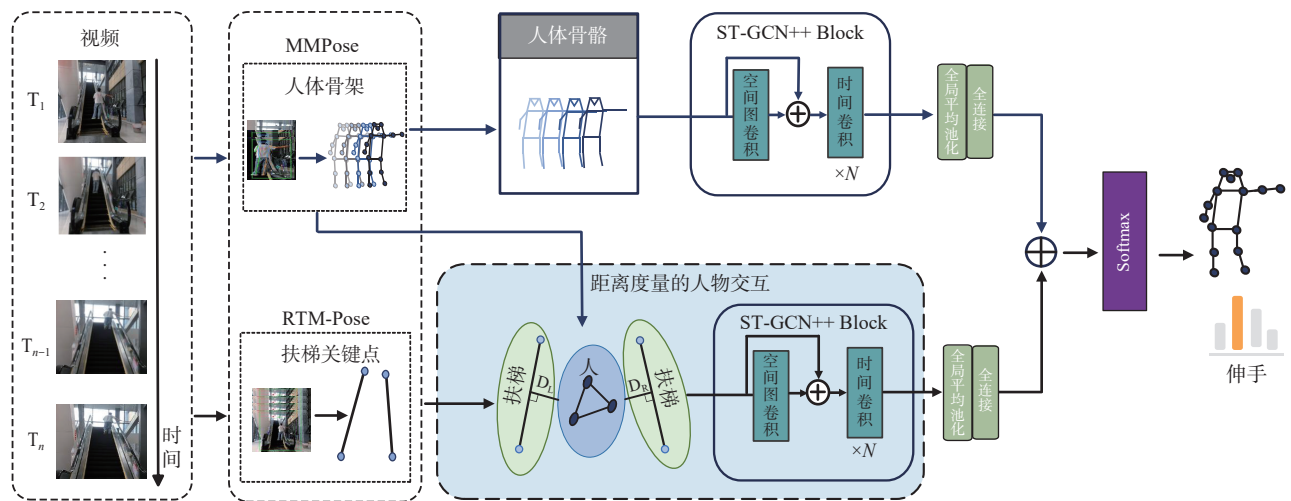 视频
T1
T2
⋮
Tn−1
Tn
时间
MMPose
人体骨架
RTM-Pose
扶梯关键点
人体骨骼
ST-GCN++ Block
空间图卷积
时间卷积
×N
全局平均池化
全连接
距离度量的人物交互
扶梯
DL
人
DR
扶梯
ST-GCN++ Block
空间图卷积
时间卷积
×N
全局平均池化
全连接
Softmax
伸手